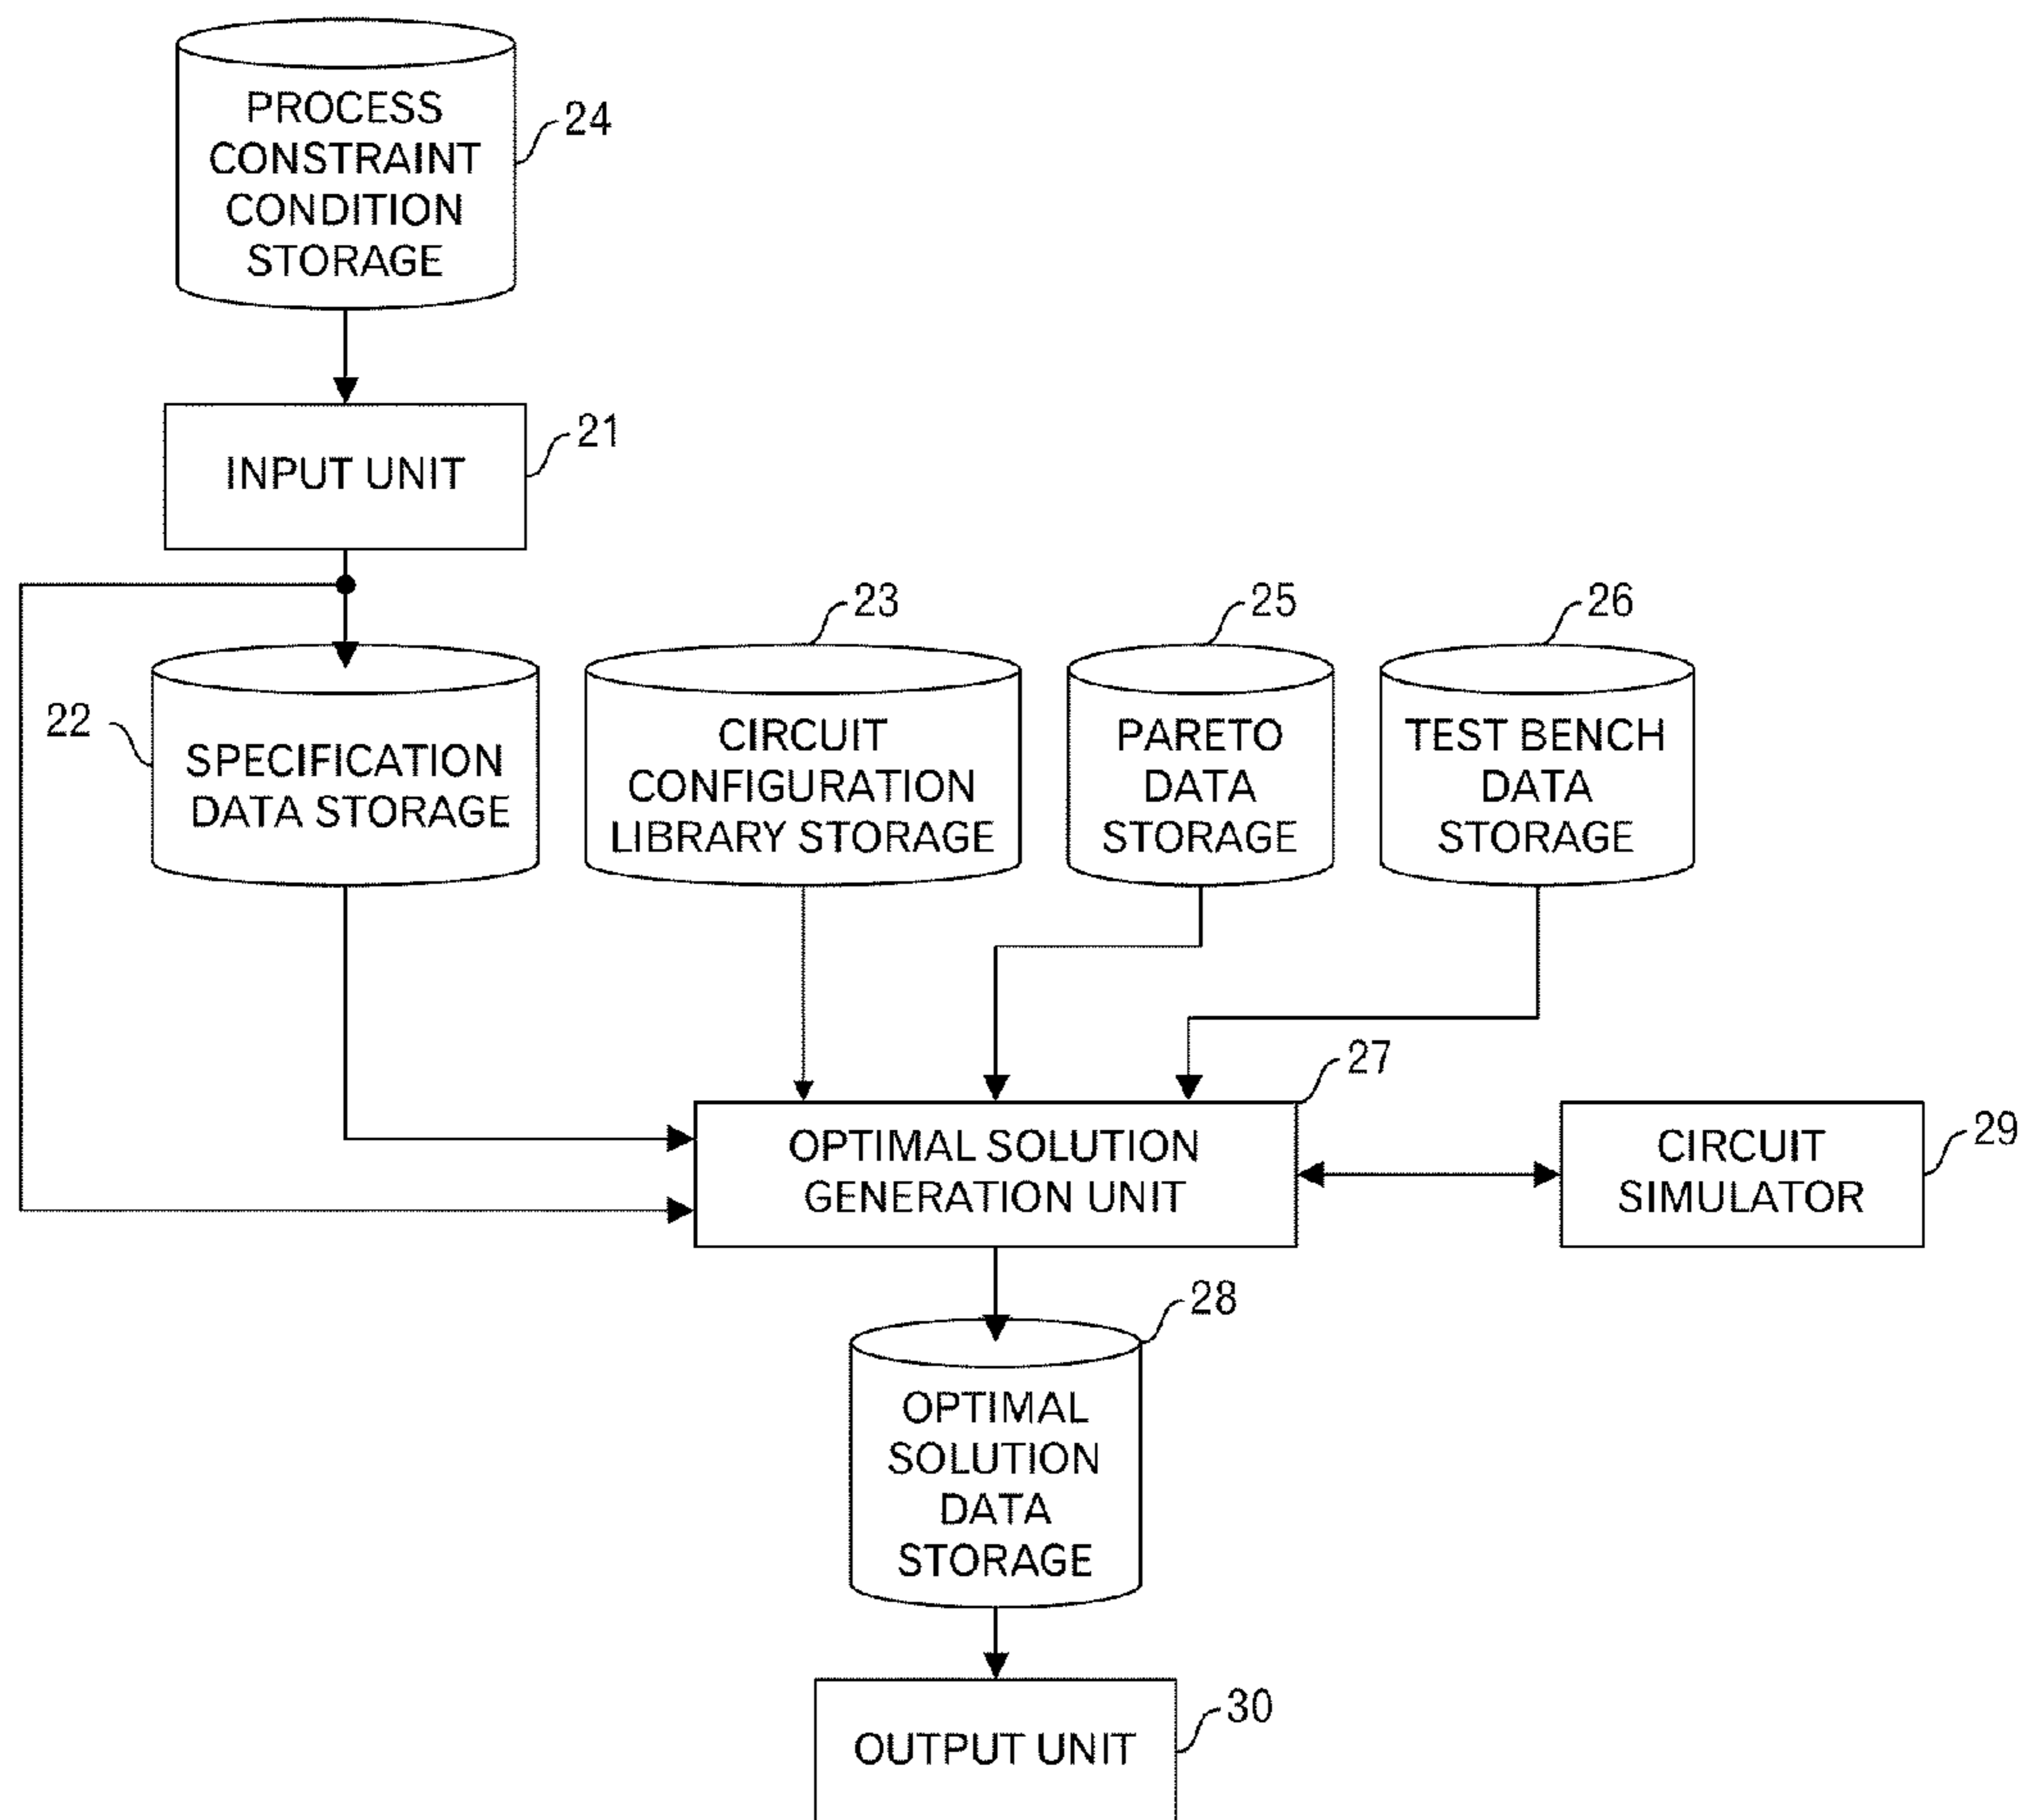 PROCESS
CONSTRAINT
CONDITION
STORAGE
24
INPUT UNIT
21
22
SPECIFICATION
DATA STORAGE
23
CIRCUIT
CONFIGURATION
LIBRARY STORAGE
25
PARETO
DATA
STORAGE
26
TEST BENCH
DATA
STORAGE
27
OPTIMAL SOLUTION
GENERATION UNIT
CIRCUIT
SIMULATOR
29
28
OPTIMAL
SOLUTION
DATA
STORAGE
OUTPUT UNIT
30